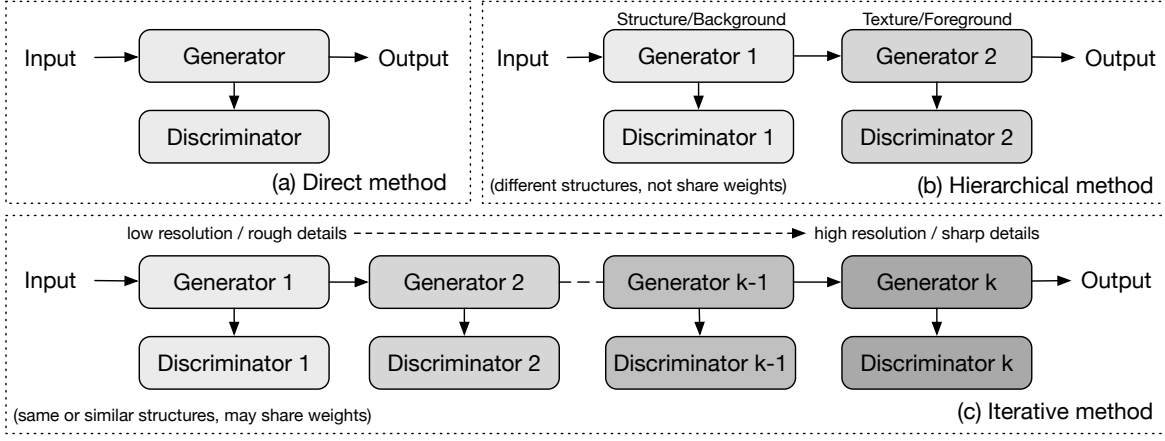 Input
Generator
Output
Discriminator
(a) Direct method
Structure/Background
Texture/Foreground
Input
Generator 1
Generator 2
Output
Discriminator 1
Discriminator 2
(different structures, not share weights)
(b) Hierarchical method
low resolution / rough details
high resolution / sharp details
Input
Generator 1
Generator 2
Generator k-1
Generator k
Output
Discriminator 1
Discriminator 2
Discriminator k-1
Discriminator k
(same or similar structures, may share weights)
(c) Iterative method